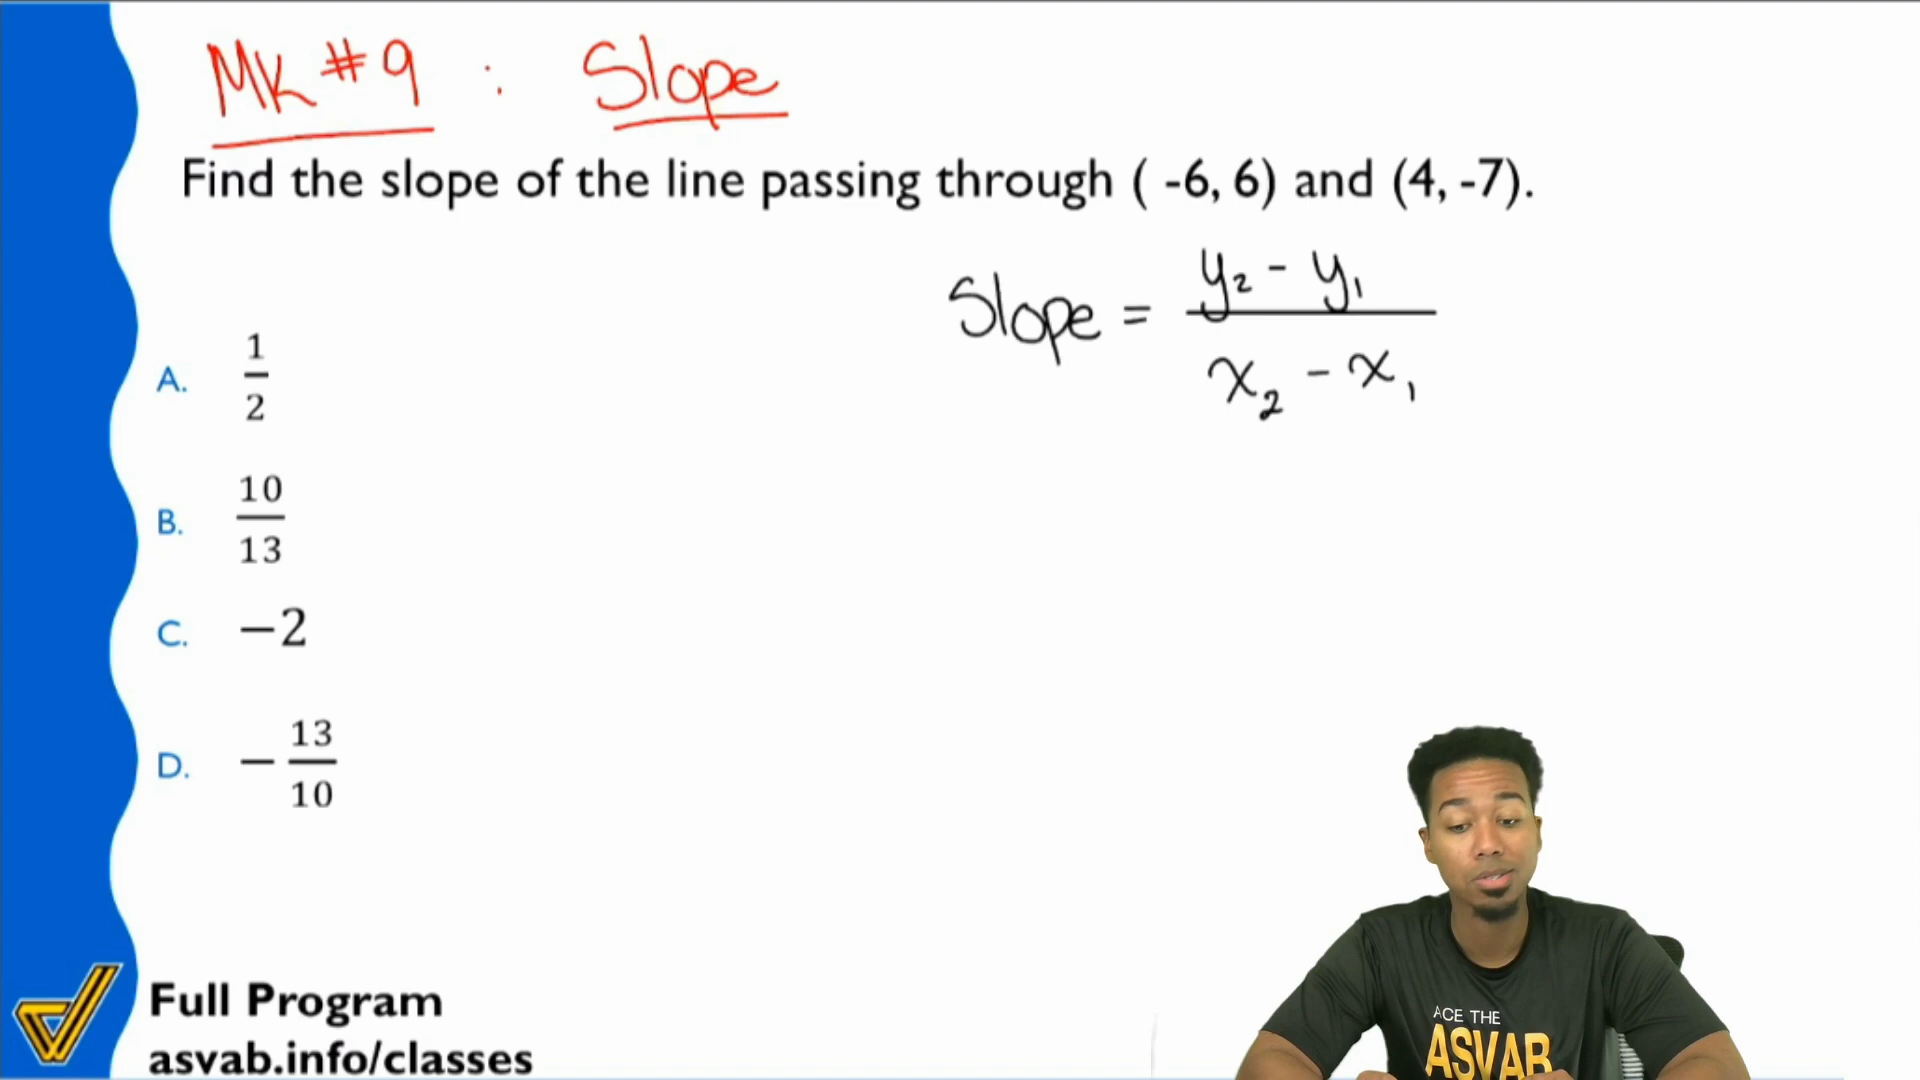 MK #9 : Slope
Find the slope of the line passing through ( -6, 6) and (4, -7).
Slope = y₂ - y₁
x₂ - x₁
A. 1
2
B. 10
13
C. −2
D. − 13
10
Full Program
asvab.info/classes
ACE THE
ASVAB